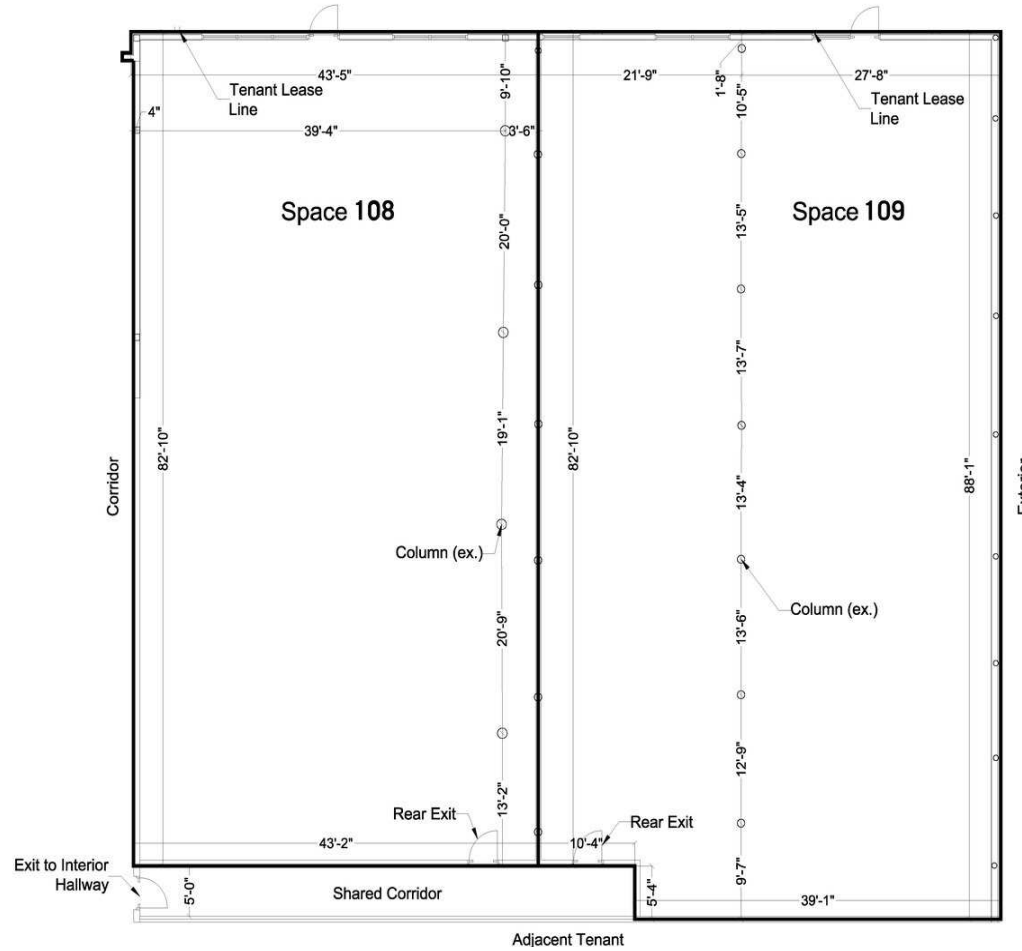 43'-5"
9'-10"
21'-9"
1'-8"
10'-5"
27'-8"
Tenant Lease
Line
Tenant Lease
Line
4"
39'-4"
3'-6"
Space 108
Space 109
20'-0"
13'-5"
13'-7"
19'-1"
82'-10"
82'-10"
88'-1"
Corridor
Exterior
13'-4"
Column (ex.)
Column (ex.)
20'-9"
13'-6"
12'-9"
13'-2"
Rear Exit
Rear Exit
43'-2"
10'-4"
9'-7"
Exit to Interior
Hallway
5'-0"
Shared Corridor
5'-4"
39'-1"
Adjacent Tenant